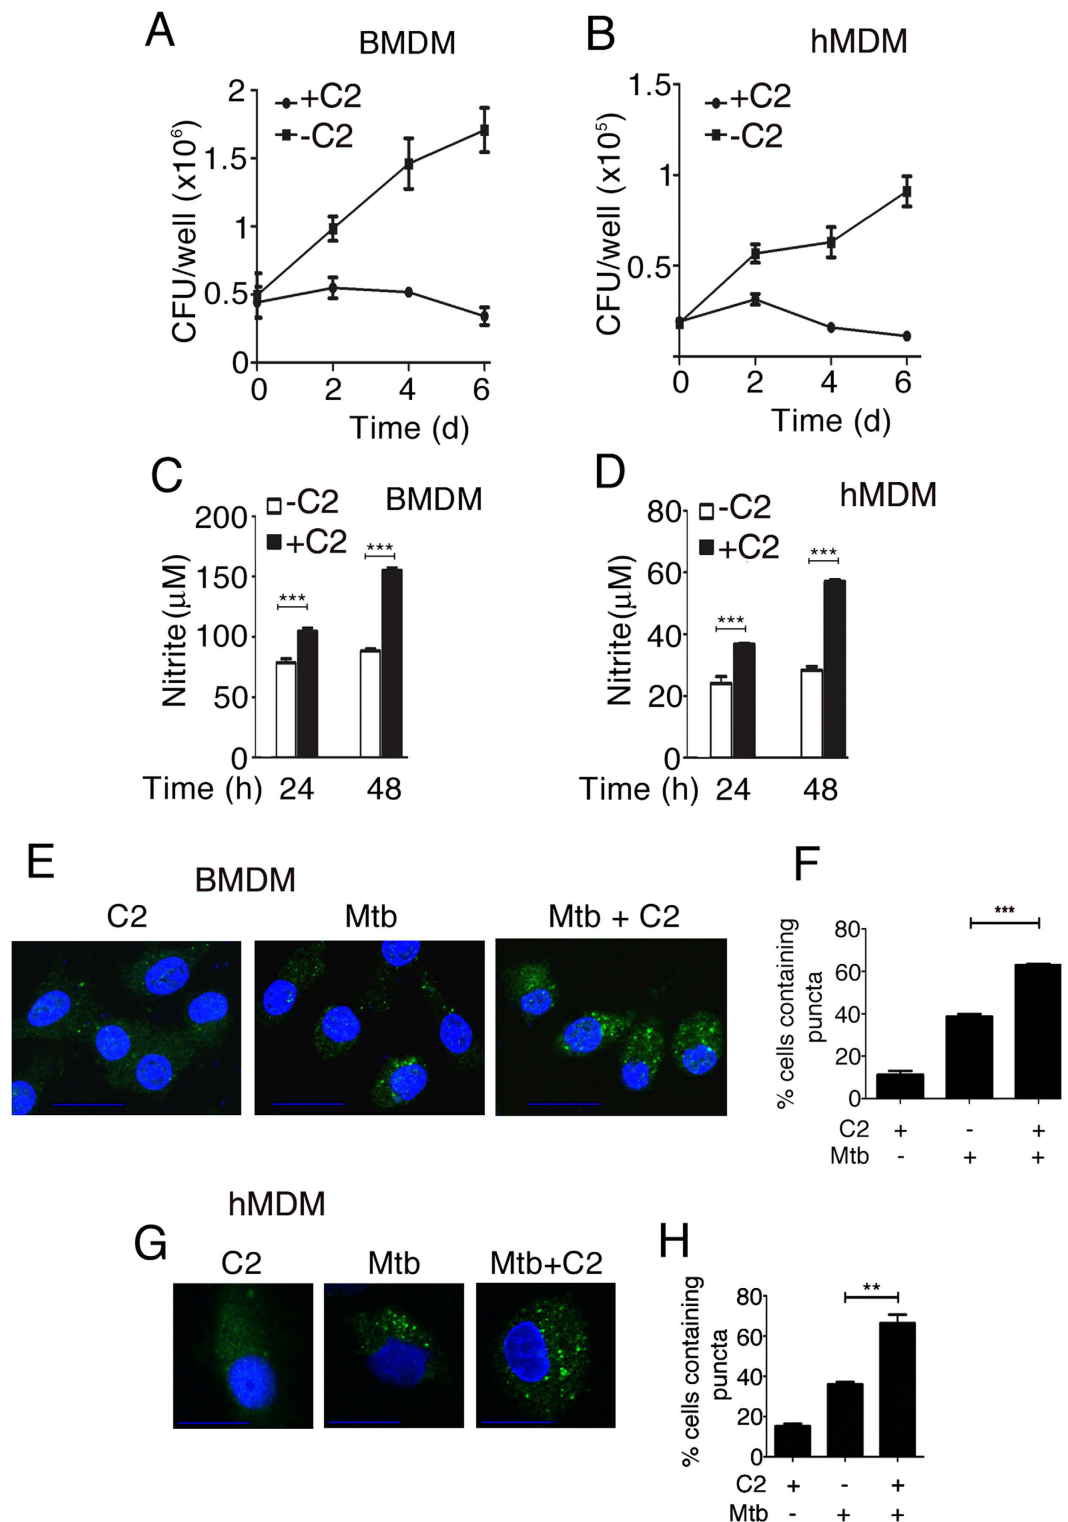 A
BMDM
+C2
-C2
CFU/well (x10⁶)
2
1.5
1
0.5
0
0 2 4 6
Time (d)
B
hMDM
+C2
-C2
CFU/well (x10⁵)
1.5
1
0.5
0 2 4 6
Time (d)
C
BMDM
-C2
+C2
Nitrite(μM)
200
150
100
50
0
***
***
Time (h) 24 48
D
hMDM
-C2
+C2
Nitrite(μM)
80
60
40
20
0
***
***
Time (h) 24 48
E
BMDM
C2 Mtb Mtb + C2
F
% cells containing
puncta
80
60
40
20
0
***
C2 + - +
Mtb - + +
hMDM
G
C2 Mtb Mtb+C2
H
% cells containing
puncta
80
60
40
20
0
**
C2 + - +
Mtb - + +